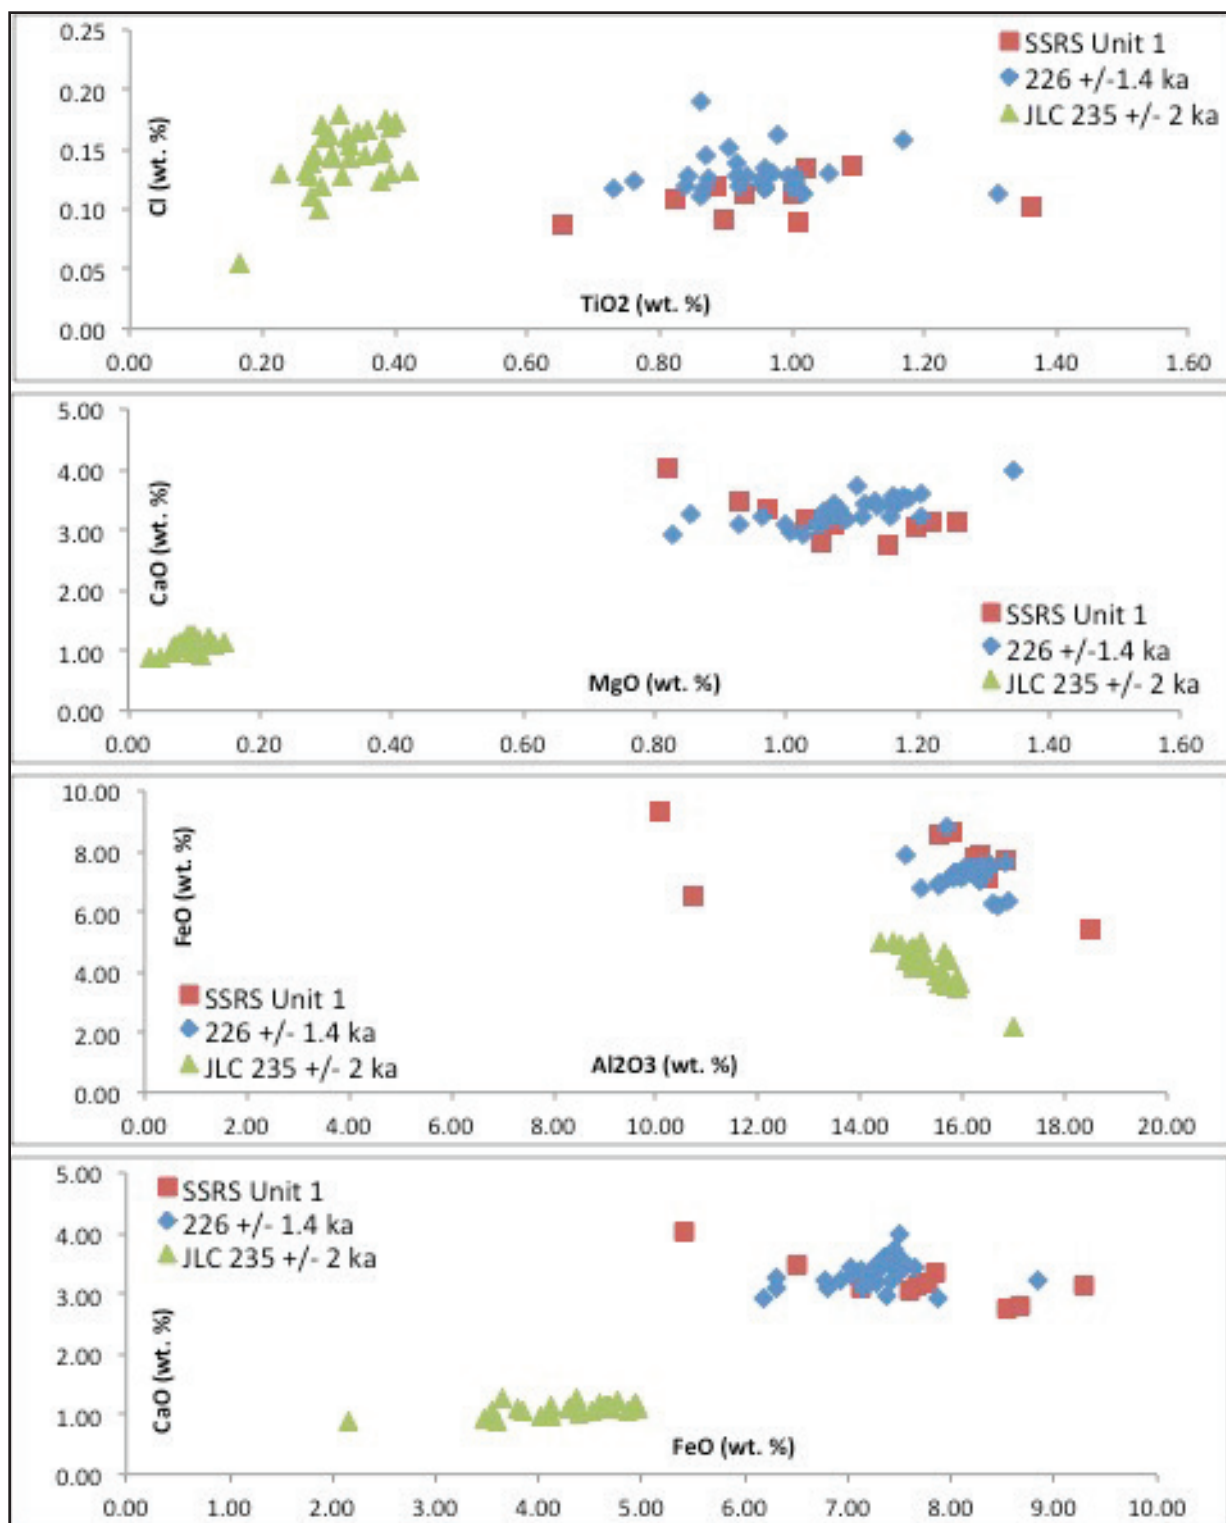 0.25
SSRS Unit 1
0.20
226 +/-1.4 ka
JLC 235 +/- 2 ka
0.15
Cl (wt. %)
0.10
0.05
TiO2 (wt. %)
0.00
0.00 0.20 0.40 0.60 0.80 1.00 1.20 1.40 1.60
5.00
4.00
3.00
CaO (wt. %)
2.00
SSRS Unit 1
226 +/-1.4 ka
1.00
MgO (wt. %)
JLC 235 +/- 2 ka
0.00
0.00 0.20 0.40 0.60 0.80 1.00 1.20 1.40 1.60
10.00
8.00
FeO (wt. %)
6.00
4.00
SSRS Unit 1
2.00
226 +/- 1.4 ka
JLC 235 +/- 2 ka
Al2O3 (wt. %)
0.00
0.00 2.00 4.00 6.00 8.00 10.00 12.00 14.00 16.00 18.00 20.00
5.00
SSRS Unit 1
226 +/- 1.4 ka
4.00
JLC 235 +/- 2 ka
3.00
2.00
CaO (wt. %)
1.00
FeO (wt. %)
0.00
0.00 1.00 2.00 3.00 4.00 5.00 6.00 7.00 8.00 9.00 10.00